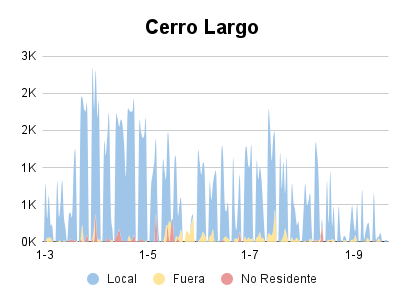 Cerro Largo
3K
2K
2K
1K
1K
0K
1-3 1-5 1-7 1-9
Local Fuera No Residente